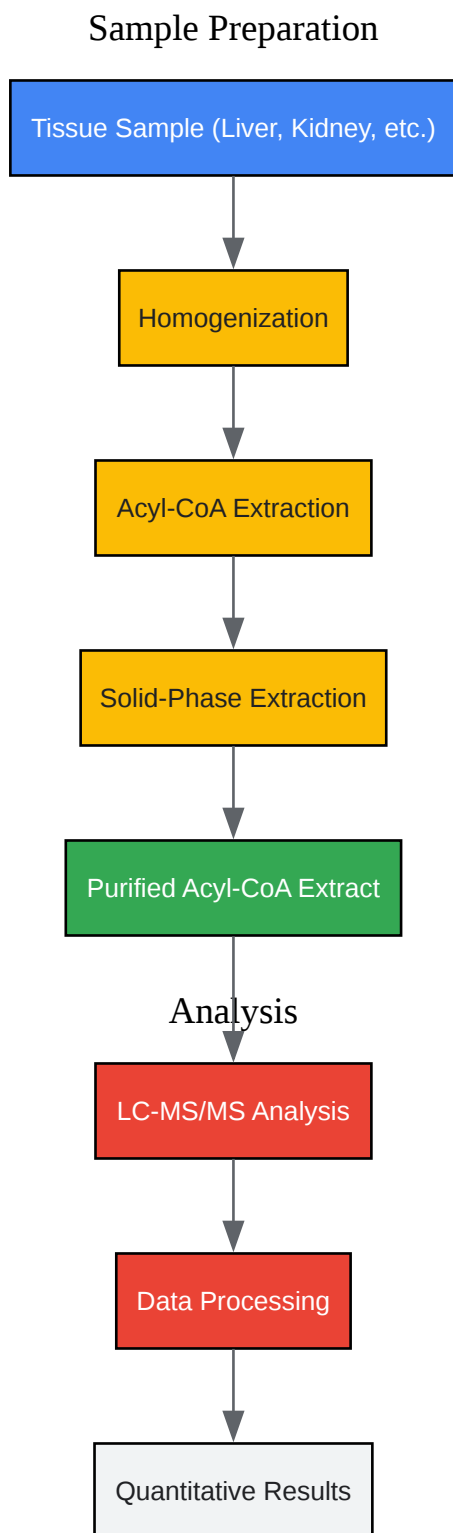 Sample Preparation
Tissue Sample (Liver, Kidney, etc.)
Homogenization
Acyl-CoA Extraction
Solid-Phase Extraction
Purified Acyl-CoA Extract
Analysis
LC-MS/MS Analysis
Data Processing
Quantitative Results